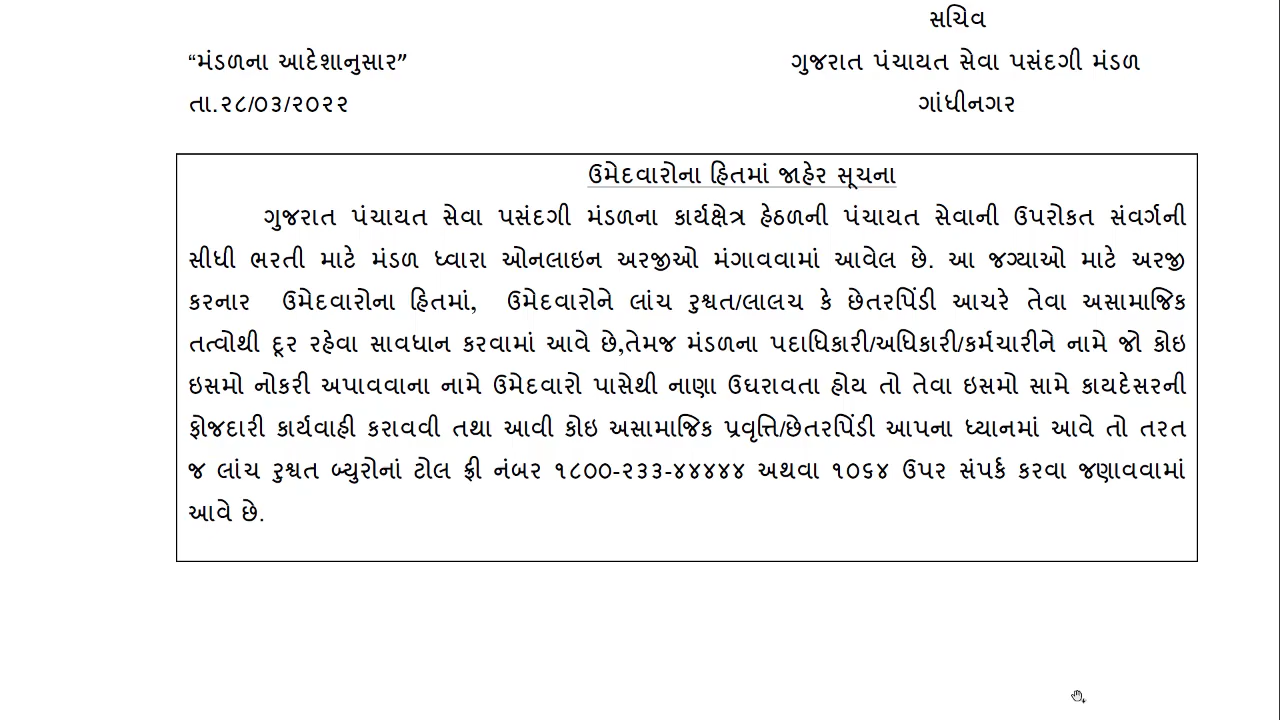 સચિવ
“મંડળના આદેશાનુસાર” ગુજરાત પંચાયત સેવા પસંદગી મંડળ
તા.૨૮/૦૩/૨૦૨૨ ગાંધીનગર
ઉમેદવારોના હિતમાં જાહેર સૂચના
ગુજરાત પંચાયત સેવા પસંદગી મંડળના કાર્યક્ષેત્ર હેઠળની પંચાયત સેવાની ઉપરોકત સંવર્ગની
સીધી ભરતી માટે મંડળ ધ્વારા ઓનલાઇન અરજીઓ મંગાવવામાં આવેલ છે. આ જગ્યાઓ માટે અરજી
કરનાર ઉમેદવારોના હિતમાં, ઉમેદવારોને લાંચ રુશ્વત/લાલચ કે છેતરપિંડી આચરે તેવા અસામાજિક
તત્વોથી દૂર રહેવા સાવધાન કરવામાં આવે છે,તેમજ મંડળના પદાધિકારી/અધિકારી/કર્મચારીને નામે જો કોઇ
ઇસમો નોકરી અપાવવાના નામે ઉમેદવારો પાસેથી નાણા ઉઘરાવતા હોય તો તેવા ઇસમો સામે કાયદેસરની
ફોજદારી કાર્યવાહી કરાવવી તથા આવી કોઇ અસામાજિક પ્રવૃત્તિ/છેતરપિંડી આપના ધ્યાનમાં આવે તો તરત
જ લાંચ રુશ્વત બ્યુરોનાં ટોલ ફ્રી નંબર ૧૮૦૦-૨૩૩-૪૪૪૪૪ અથવા ૧૦૬૪ ઉપર સંપર્ક કરવા જણાવવામાં
આવે છે.